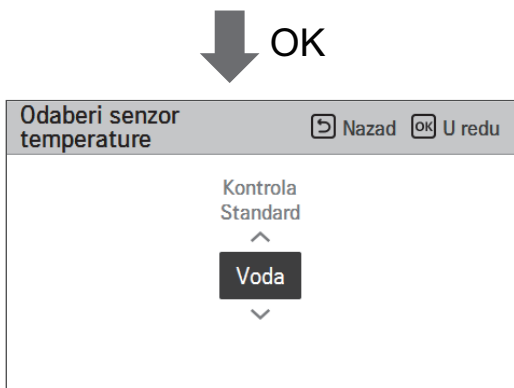 OK
Odaberi senzor
temperature
Nazad OK U redu
Kontrola
Standard
Voda